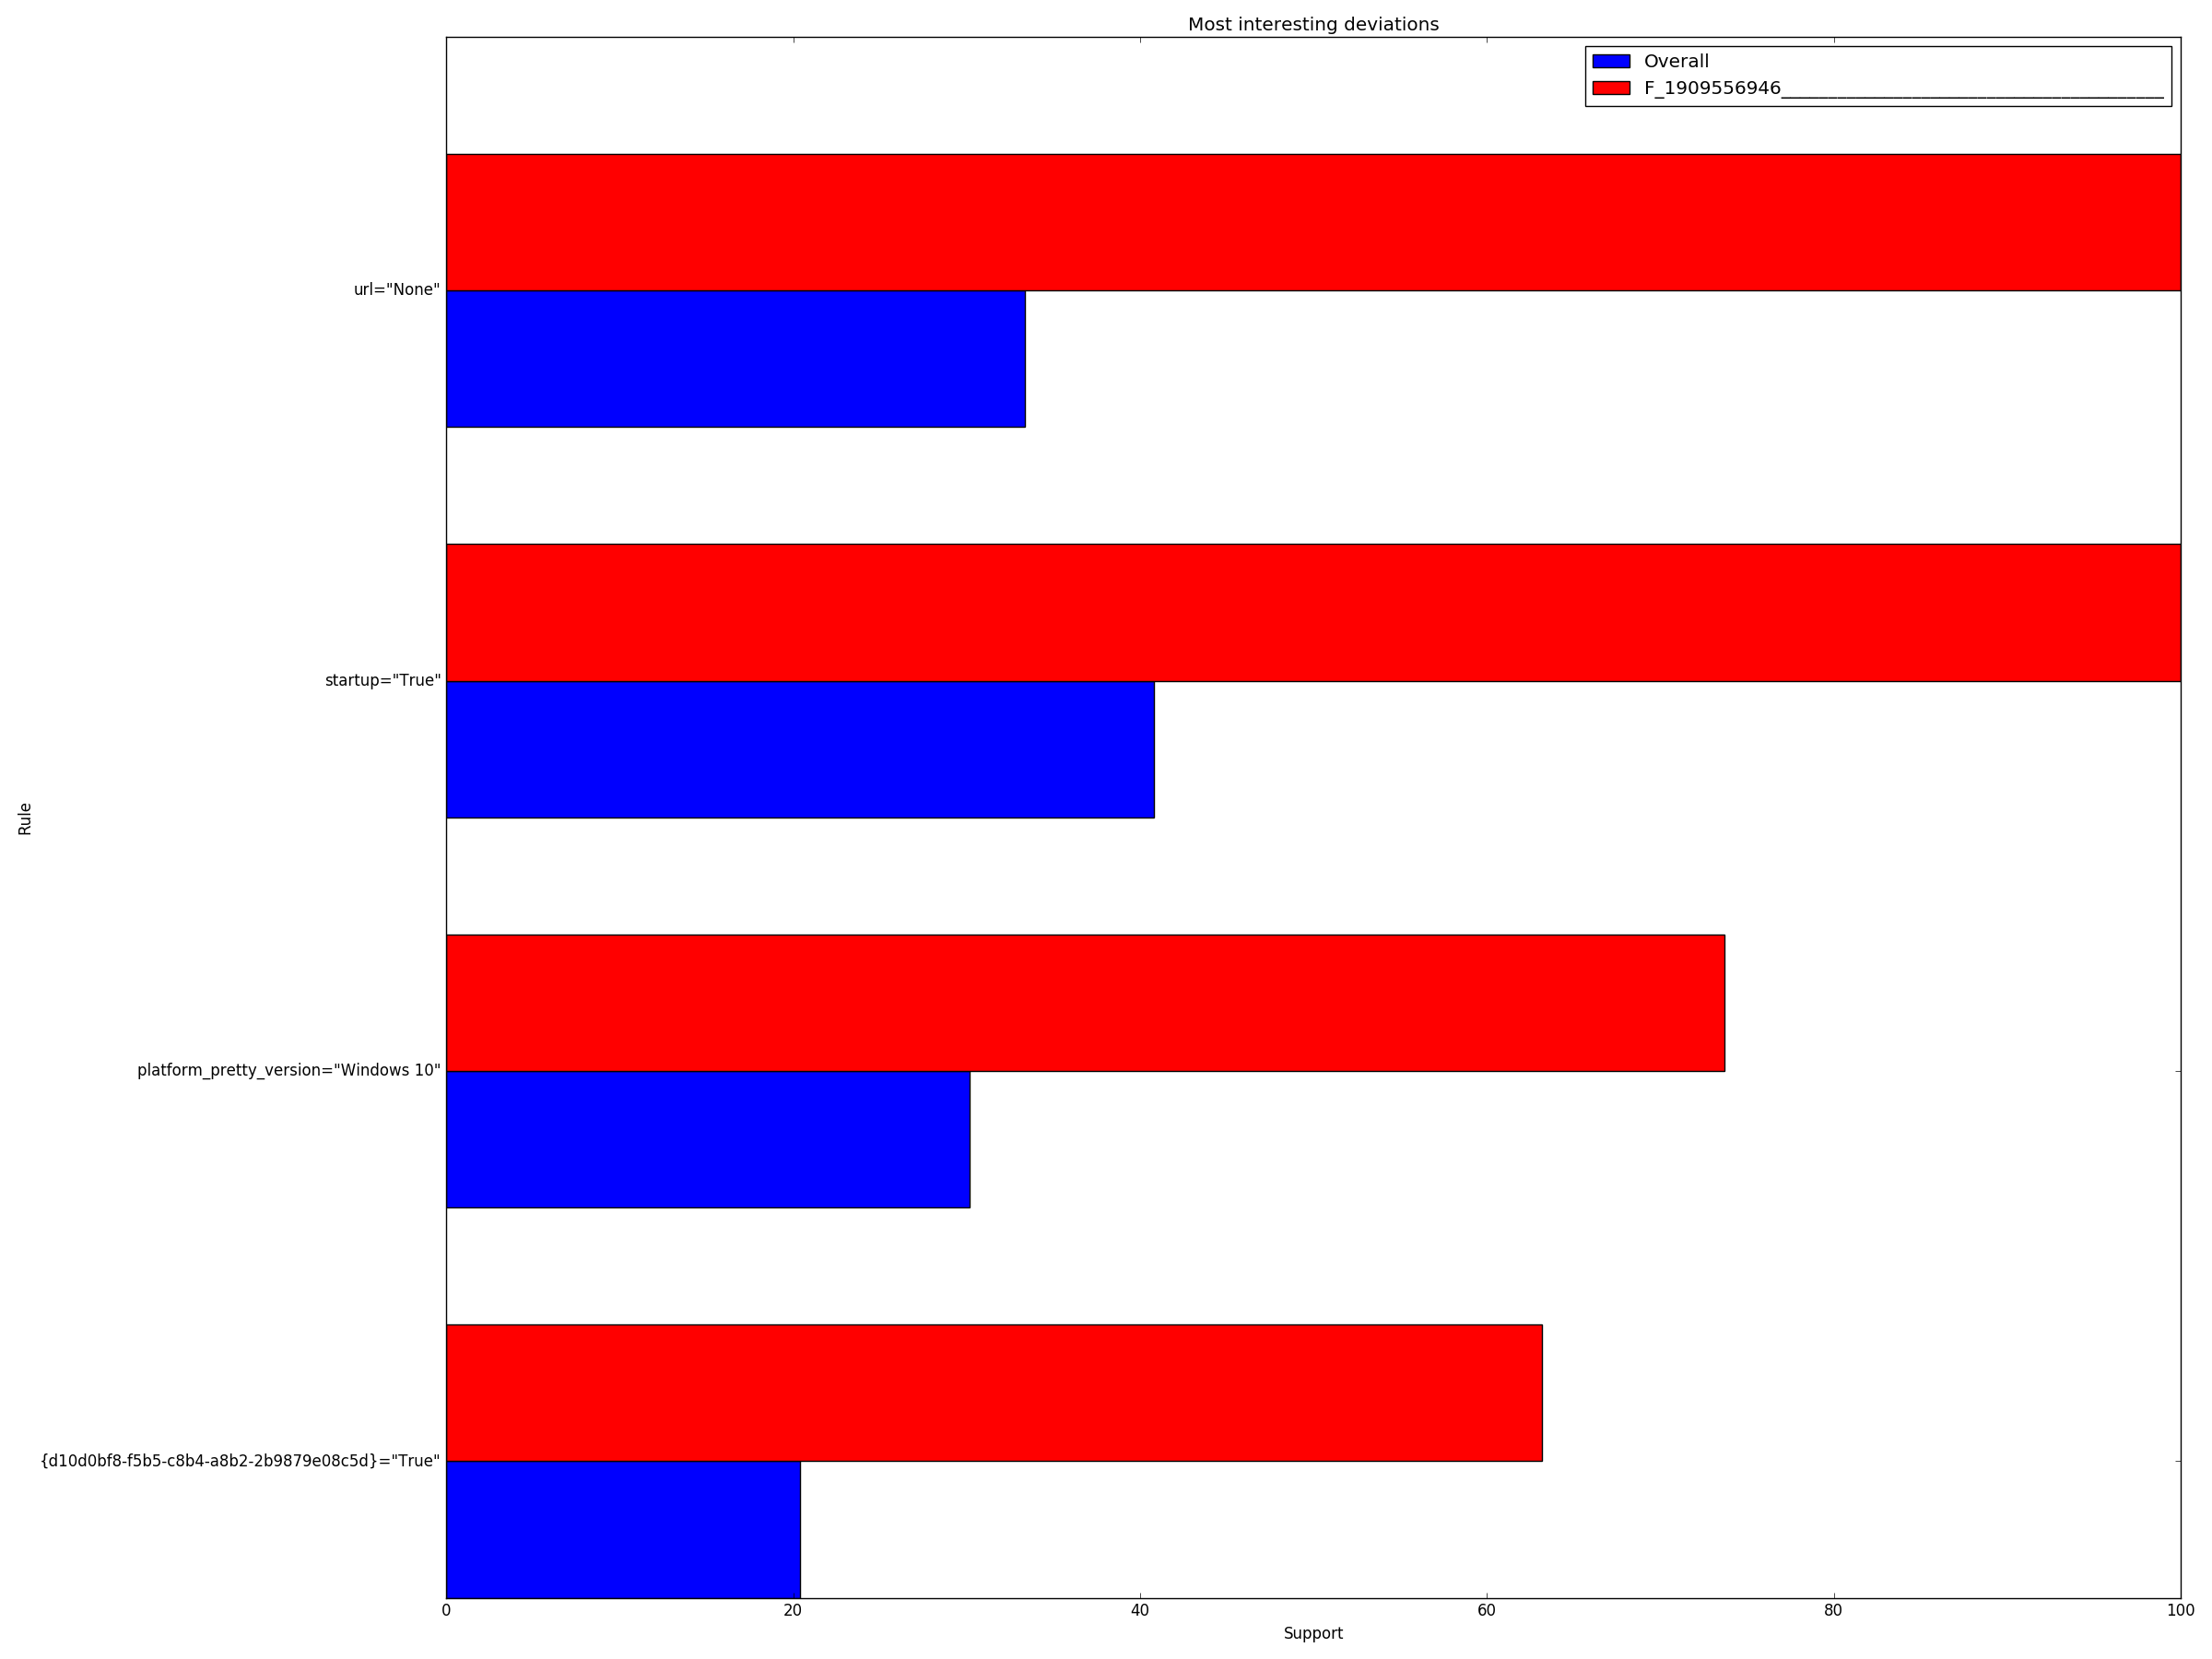 Most interesting deviations
Overall
F_1909556946_________________________________________
url="None"
startup="True"
platform_pretty_version="Windows 10"
{d10d0bf8-f5b5-c8b4-a8b2-2b9879e08c5d}="True"
Rule
0 20 40 60 80 100
Support